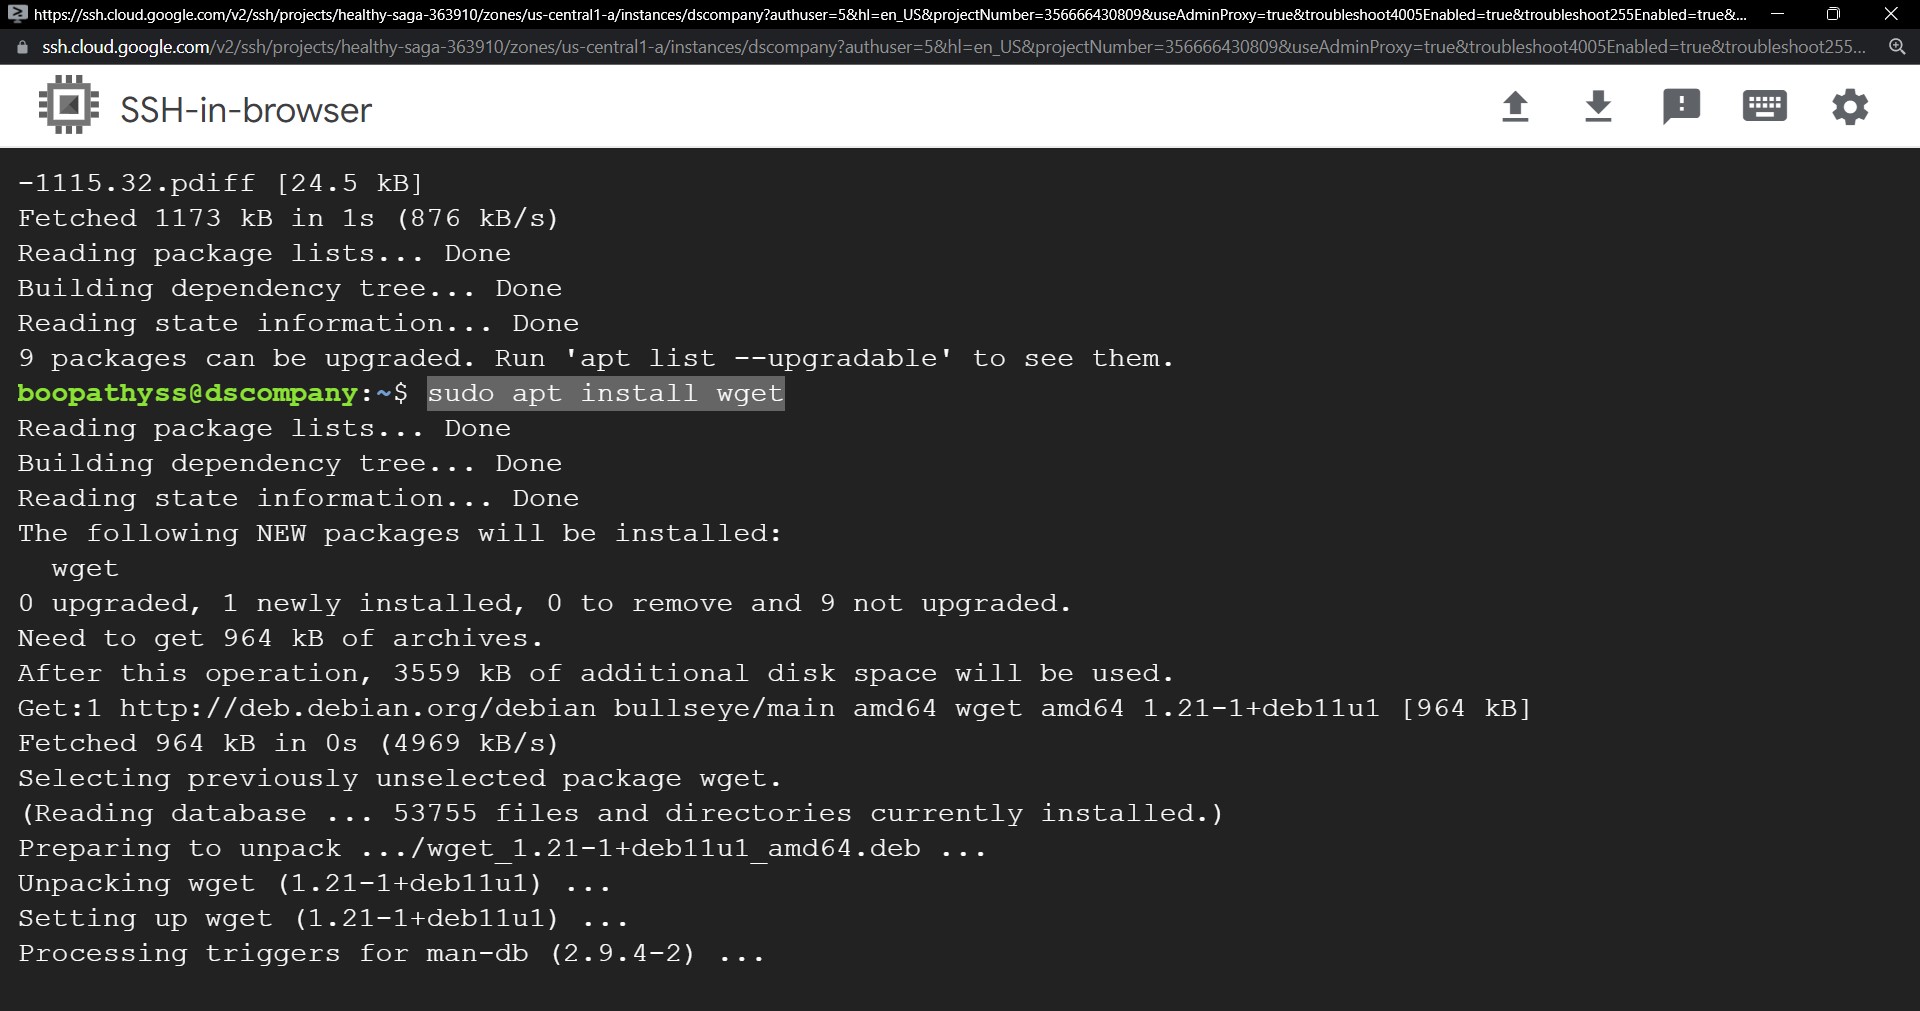 https://ssh.cloud.google.com/v2/ssh/projects/healthy-saga-363910/zones/us-central1-a/instances/dscompany?authuser=5&hl=en_US&projectNumber=356666430809&useAdminProxy=true&troubleshoot4005Enabled=true&troubleshoot255Enabled=true&...
ssh.cloud.google.com/v2/ssh/projects/healthy-saga-363910/zones/us-central1-a/instances/dscompany?authuser=5&hl=en_US&projectNumber=356666430809&useAdminProxy=true&troubleshoot4005Enabled=true&troubleshoot255...
SSH-in-browser
-1115.32.pdiff [24.5 kB]
Fetched 1173 kB in 1s (876 kB/s)
Reading package lists... Done
Building dependency tree... Done
Reading state information... Done
9 packages can be upgraded. Run 'apt list --upgradable' to see them.
boopathyss@dscompany:~$ sudo apt install wget
Reading package lists... Done
Building dependency tree... Done
Reading state information... Done
The following NEW packages will be installed:
  wget
0 upgraded, 1 newly installed, 0 to remove and 9 not upgraded.
Need to get 964 kB of archives.
After this operation, 3559 kB of additional disk space will be used.
Get:1 http://deb.debian.org/debian bullseye/main amd64 wget amd64 1.21-1+deb11u1 [964 kB]
Fetched 964 kB in 0s (4969 kB/s)
Selecting previously unselected package wget.
(Reading database ... 53755 files and directories currently installed.)
Preparing to unpack .../wget_1.21-1+deb11u1_amd64.deb ...
Unpacking wget (1.21-1+deb11u1) ...
Setting up wget (1.21-1+deb11u1) ...
Processing triggers for man-db (2.9.4-2) ...